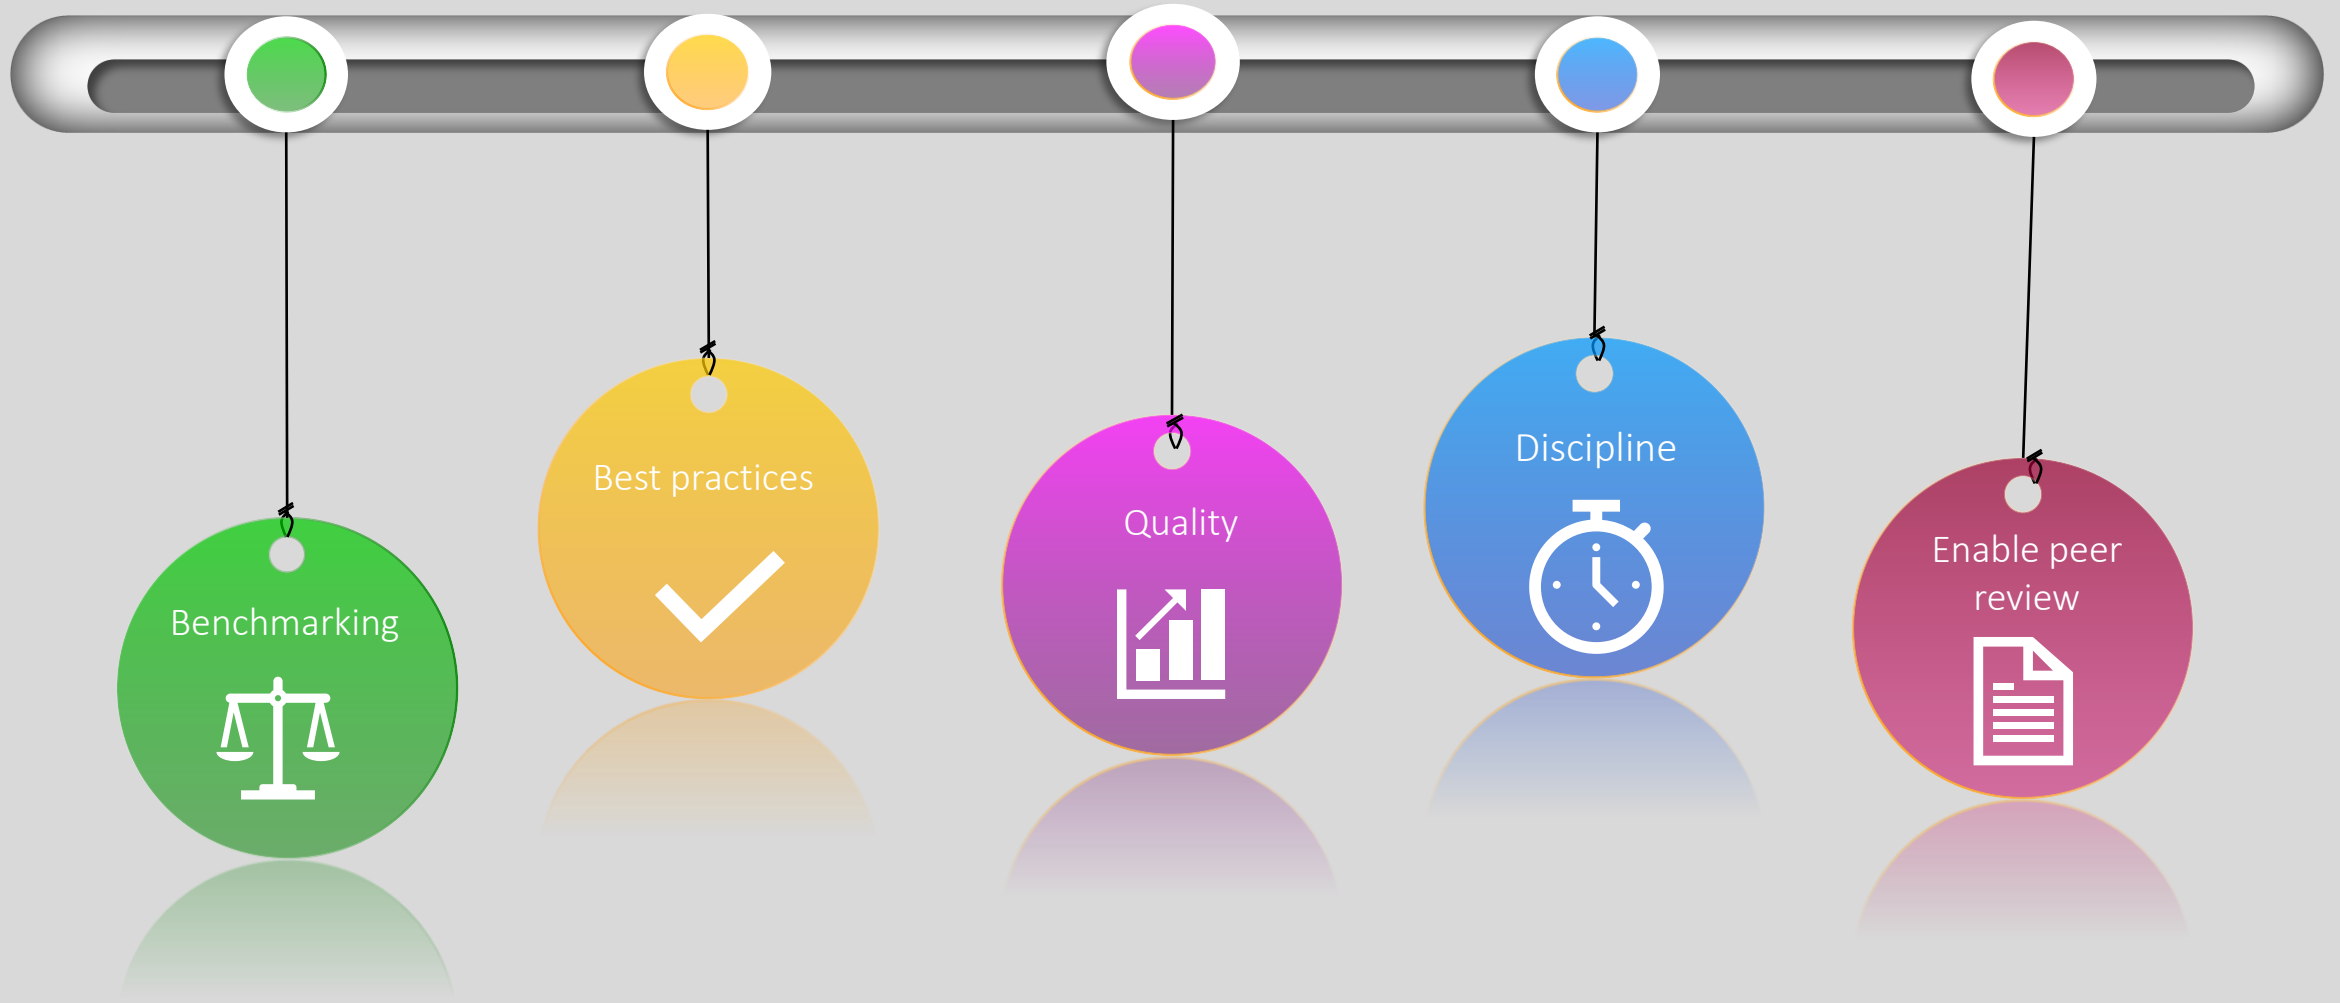 Benchmarking
Best practices
Quality
Discipline
Enable peer
review